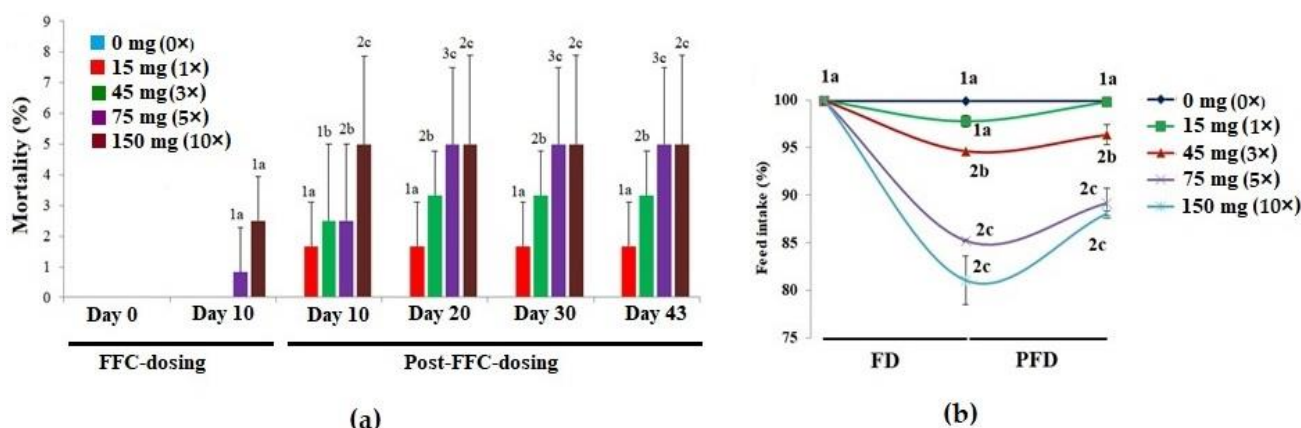 9
8
7
6
5
4
3
2
1
0
Mortality (%)
0 mg (0×)
15 mg (1×)
45 mg (3×)
75 mg (5×)
150 mg (10×)
1a
1a
1a
1b
2b
2c
1a
2b
3c
2c
1a
2b
3c
2c
1a
2b
3c
2c
Day 0
Day 10
Day 10
Day 20
Day 30
Day 43
FFC-dosing
Post-FFC-dosing
(a)
100
95
90
85
80
75
Feed intake (%)
1a
1a
1a
1a
2b
2b
2c
2c
2c
2c
FD
PFD
0 mg (0×)
15 mg (1×)
45 mg (3×)
75 mg (5×)
150 mg (10×)
(b)